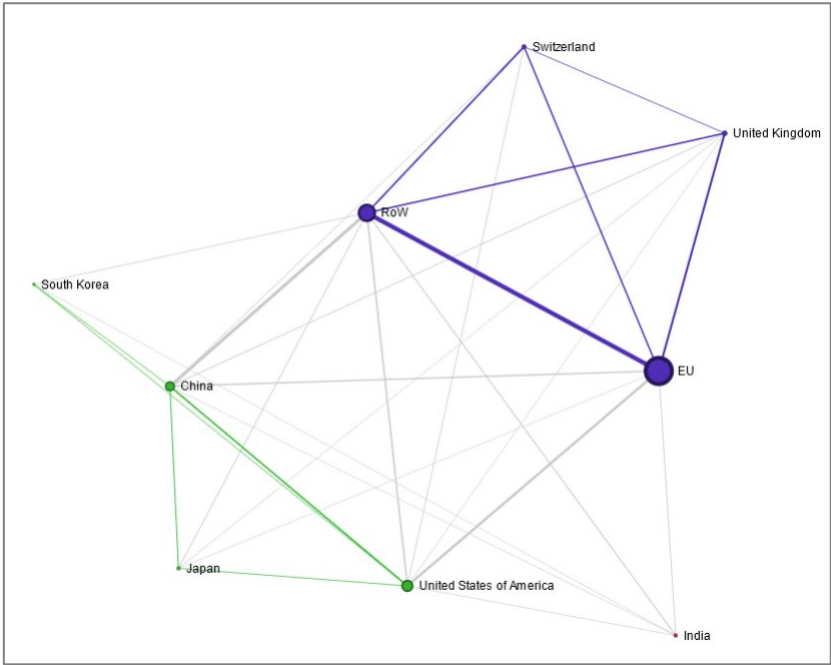 Switzerland
United Kingdom
RoW
South Korea
EU
China
Japan
United States of America
India